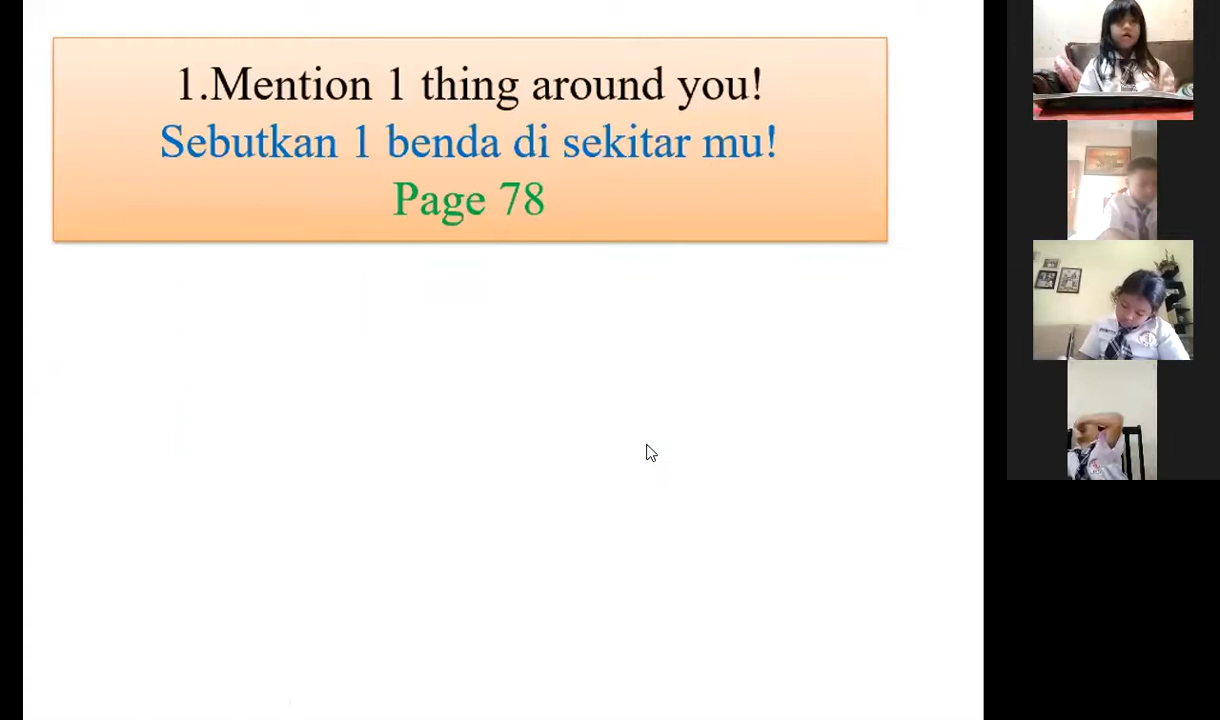 1.Mention 1 thing around you!
Sebutkan 1 benda di sekitar mu!
Page 78